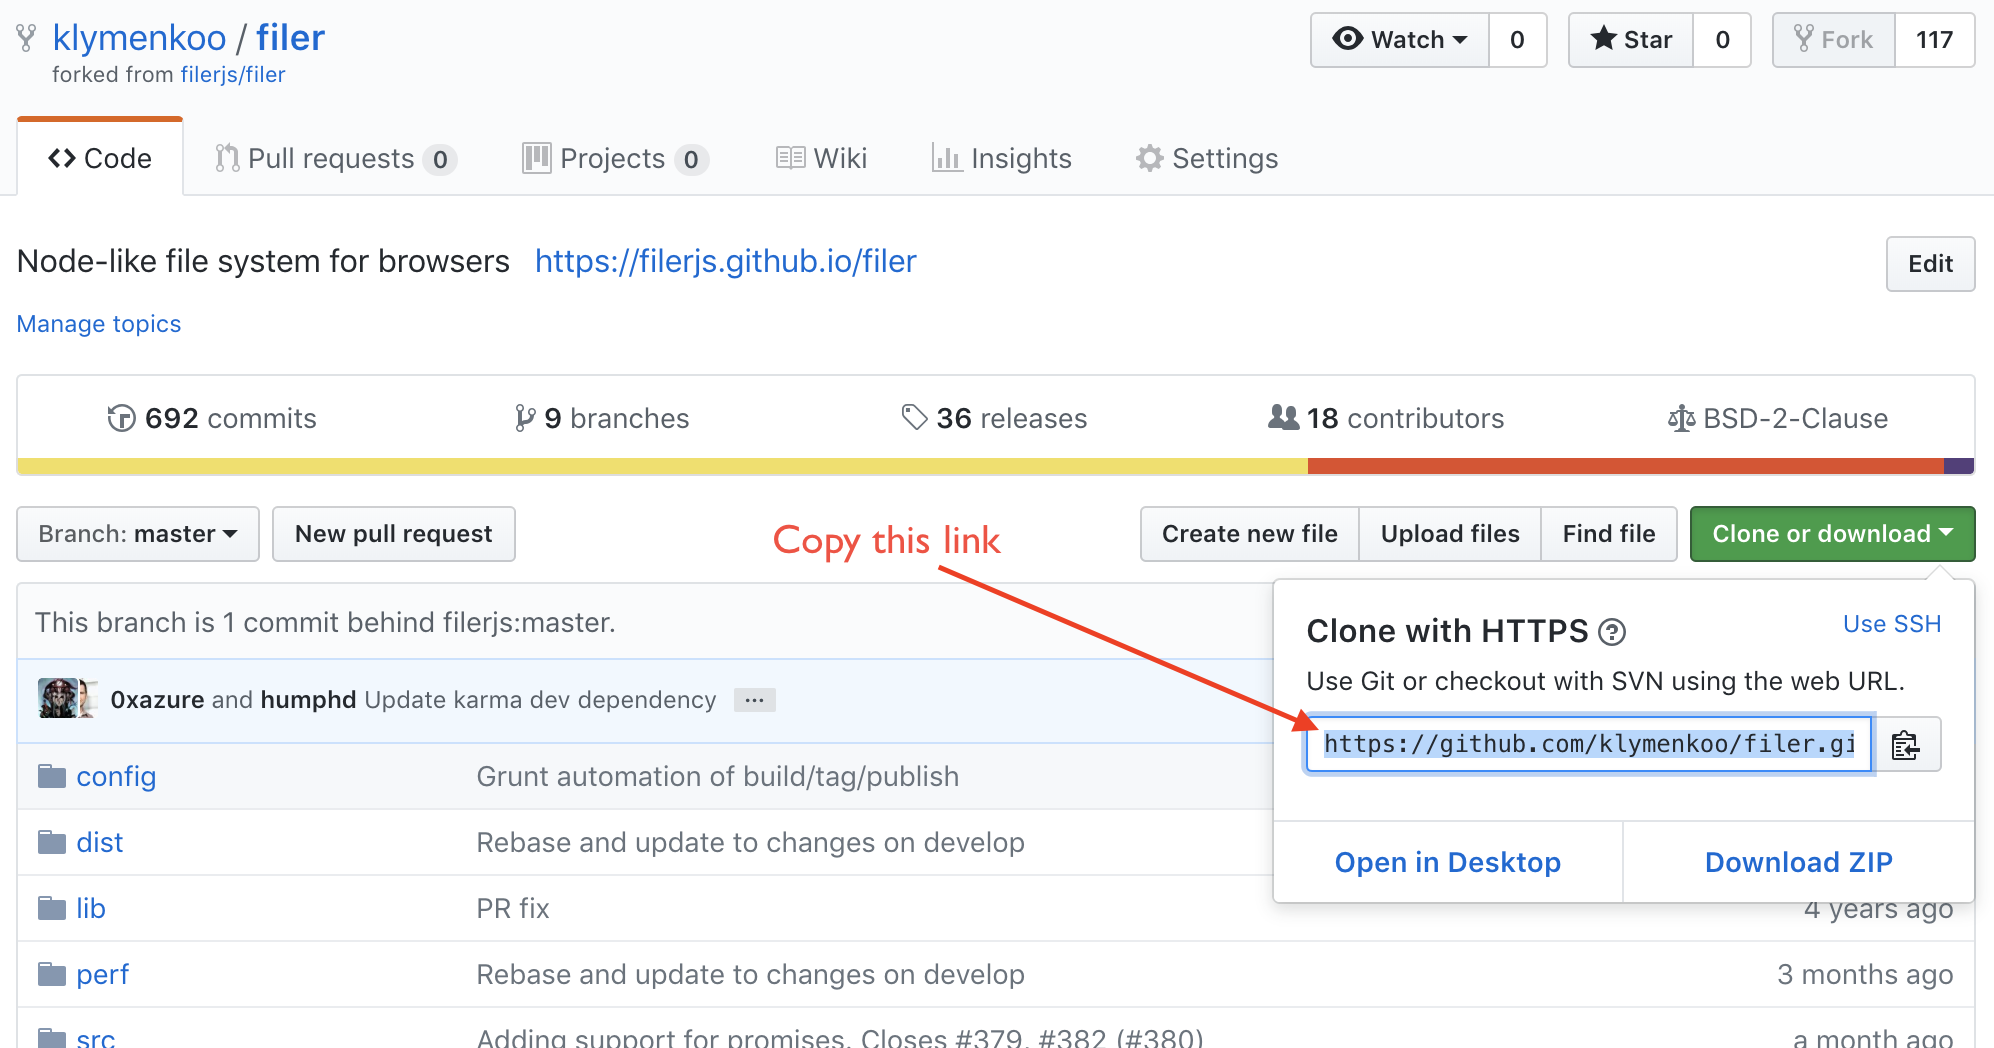 klymenkoo / filer
Watch 0 Star 0 Fork 117
forked from filerjs/filer
Code Pull requests 0 Projects 0 Wiki Insights Settings
Node-like file system for browsers https://filerjs.github.io/filer
Edit
Manage topics
692 commits 9 branches 36 releases 18 contributors BSD-2-Clause
Branch: master New pull request Copy this link Create new file Upload files Find file Clone or download
This branch is 1 commit behind filerjs:master.
Clone with HTTPS ? Use SSH
Use Git or checkout with SVN using the web URL.
0xazure and humphd Update karma dev dependency ...
https://github.com/klymenkoo/filer.gi
config Grunt automation of build/tag/publish
dist Rebase and update to changes on develop
Open in Desktop Download ZIP
lib PR fix 4 years ago
perf Rebase and update to changes on develop 3 months ago
src Adding support for promises. Closes #379, #382 (#380) a month ago